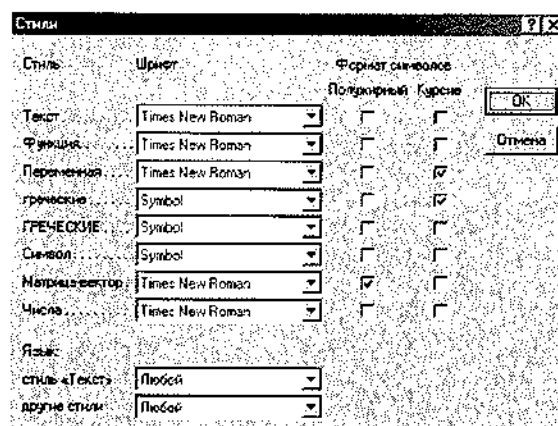 Стили
Стиль Шрифт Формат символов
Полужирный Курсив
Текст Times New Roman OK
Функция Times New Roman Отмена
Переменная Times New Roman
греческие Symbol
ГРЕЧЕСКИЕ Symbol
Символ Symbol
Матрица-вектор Times New Roman
Числа Times New Roman
Язык:
стиль «Текст» Любой
другие стили Любой